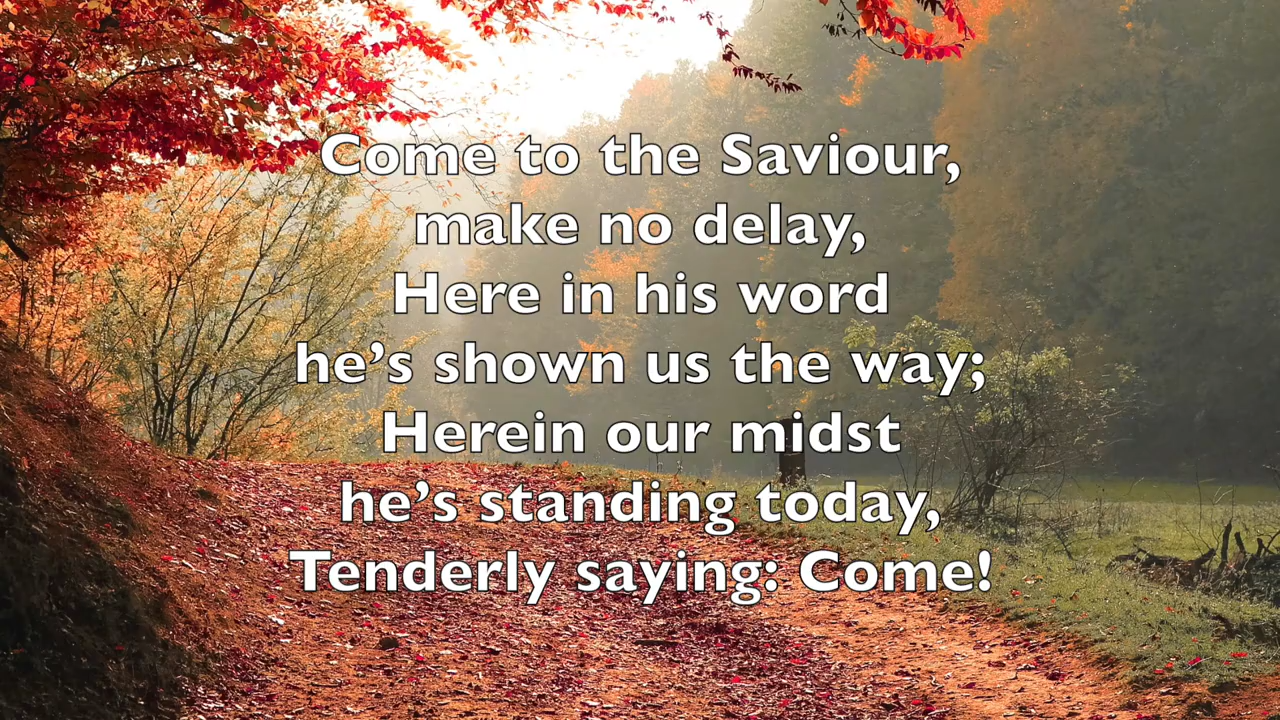 Come to the Saviour,
make no delay,
Here in his word
he’s shown us the way;
Herein our midst
he’s standing today,
Tenderly saying: Come!